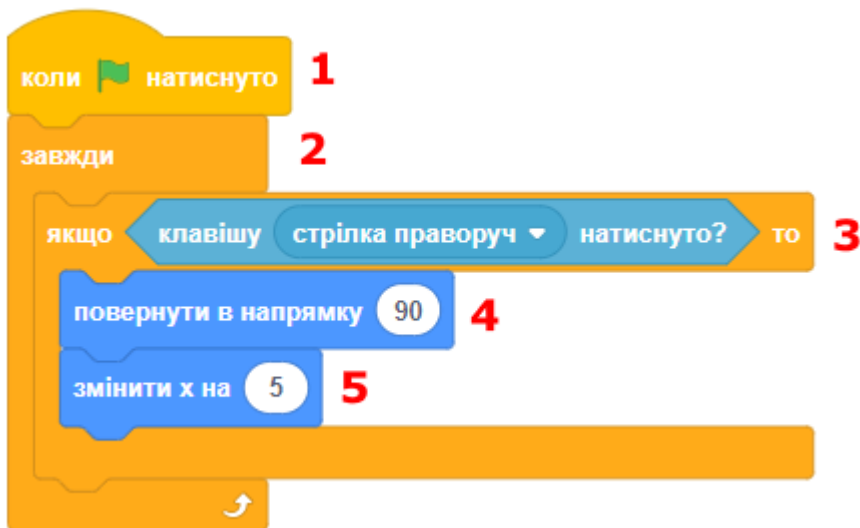 коли натиснуто 1
завжди 2
якщо клавішу стрілка праворуч натиснуто? то 3
повернути в напрямку 90 4
змінити x на 5 5